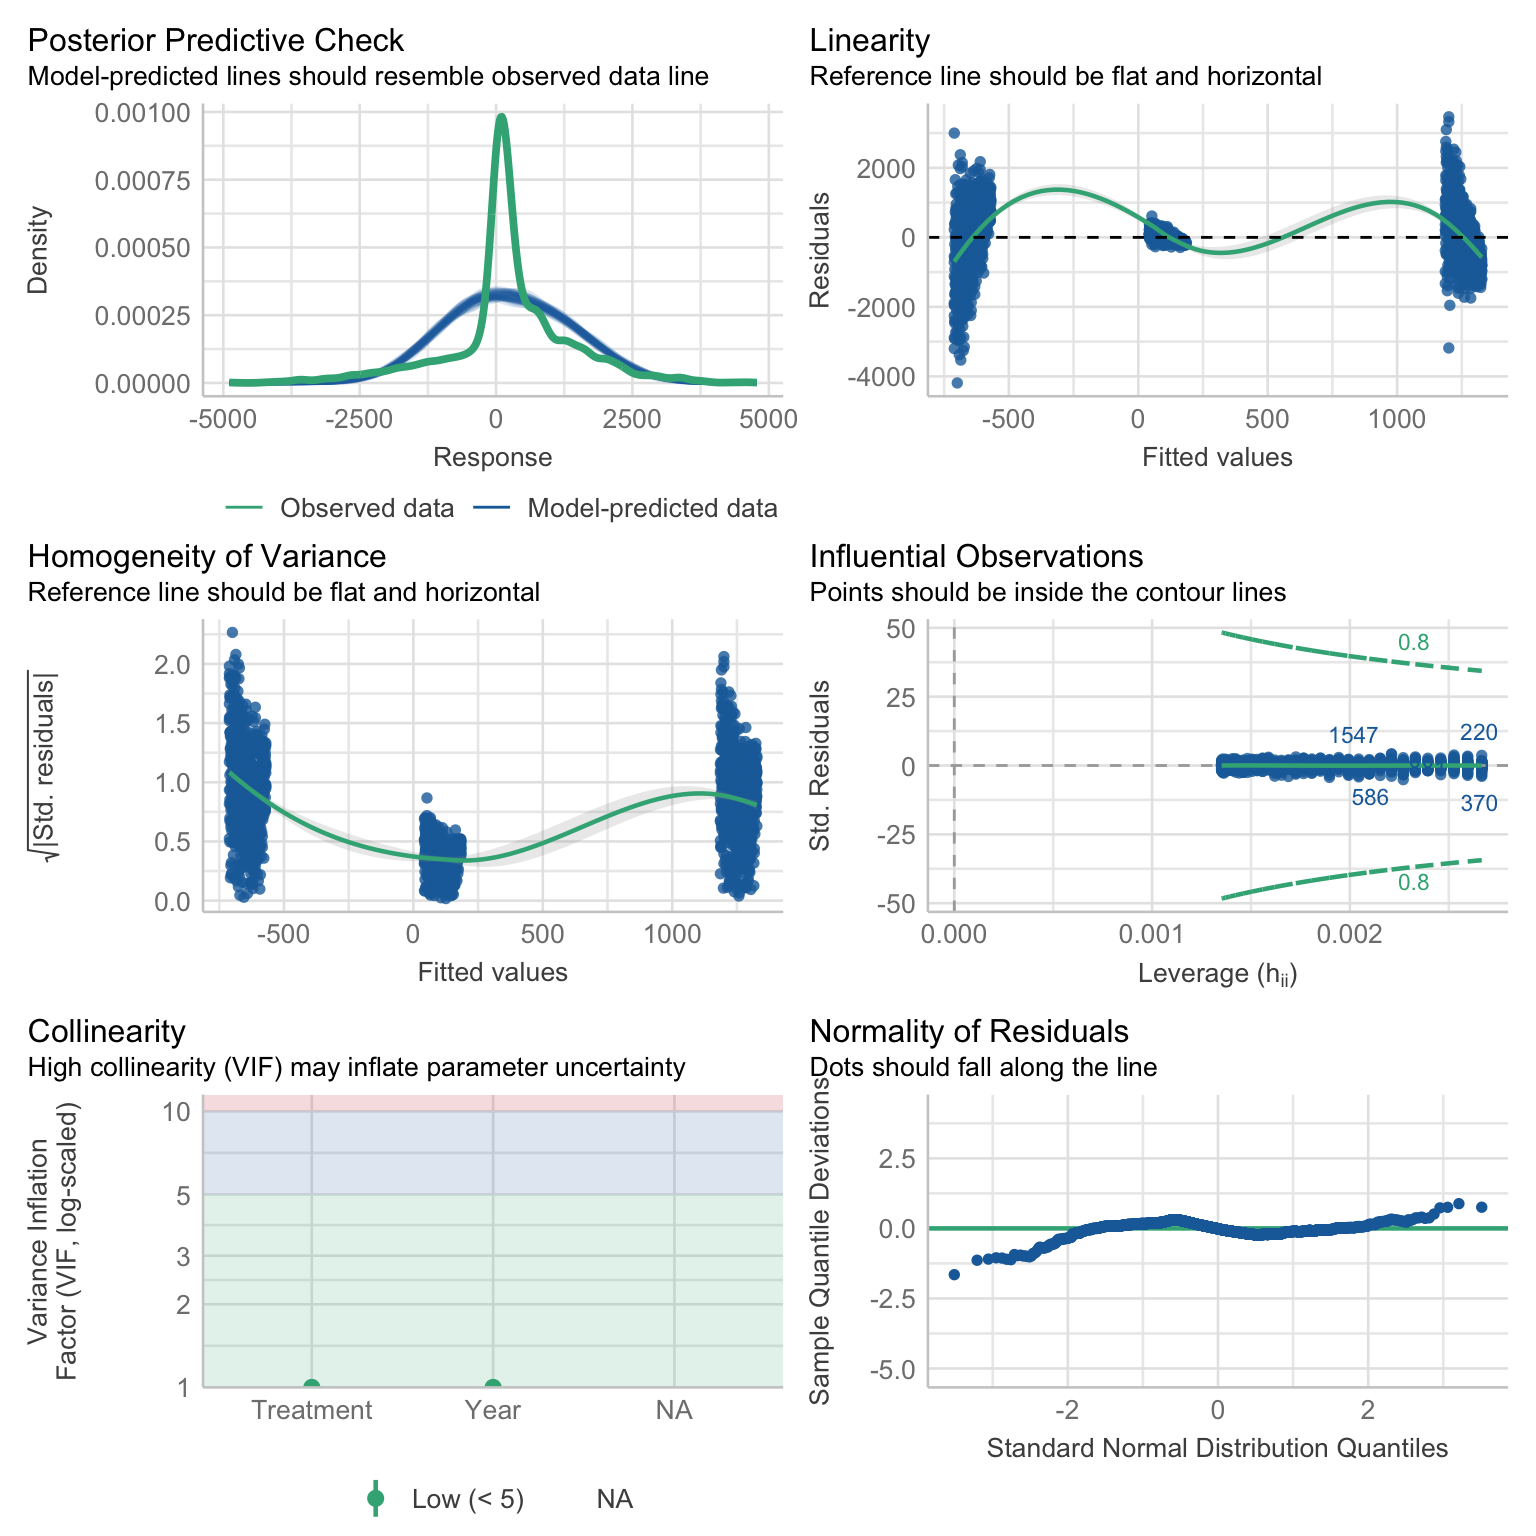 Posterior Predictive Check
Model-predicted lines should resemble observed data line
0.00100
0.00075
0.00050
0.00025
0.00000
Density
-5000
-2500
0
2500
5000
Response
Observed data
Model-predicted data
Linearity
Reference line should be flat and horizontal
2000
0
-2000
-4000
Residuals
-500
0
500
1000
Fitted values
Homogeneity of Variance
Reference line should be flat and horizontal
2.0
1.5
1.0
0.5
0.0
√|Std. residuals|
-500
0
500
1000
Fitted values
Influential Observations
Points should be inside the contour lines
50
25
0
-25
-50
Std. Residuals
0.8
1547
220
586
370
0.8
0.000
0.001
0.002
Leverage (hii)
Collinearity
High collinearity (VIF) may inflate parameter uncertainty
10
5
3
2
1
Variance Inflation
Factor (VIF, log-scaled)
Treatment
Year
NA
Low (< 5)
NA
Normality of Residuals
Dots should fall along the line
2.5
0.0
-2.5
-5.0
Sample Quantile Deviations
-2
0
2
Standard Normal Distribution Quantiles